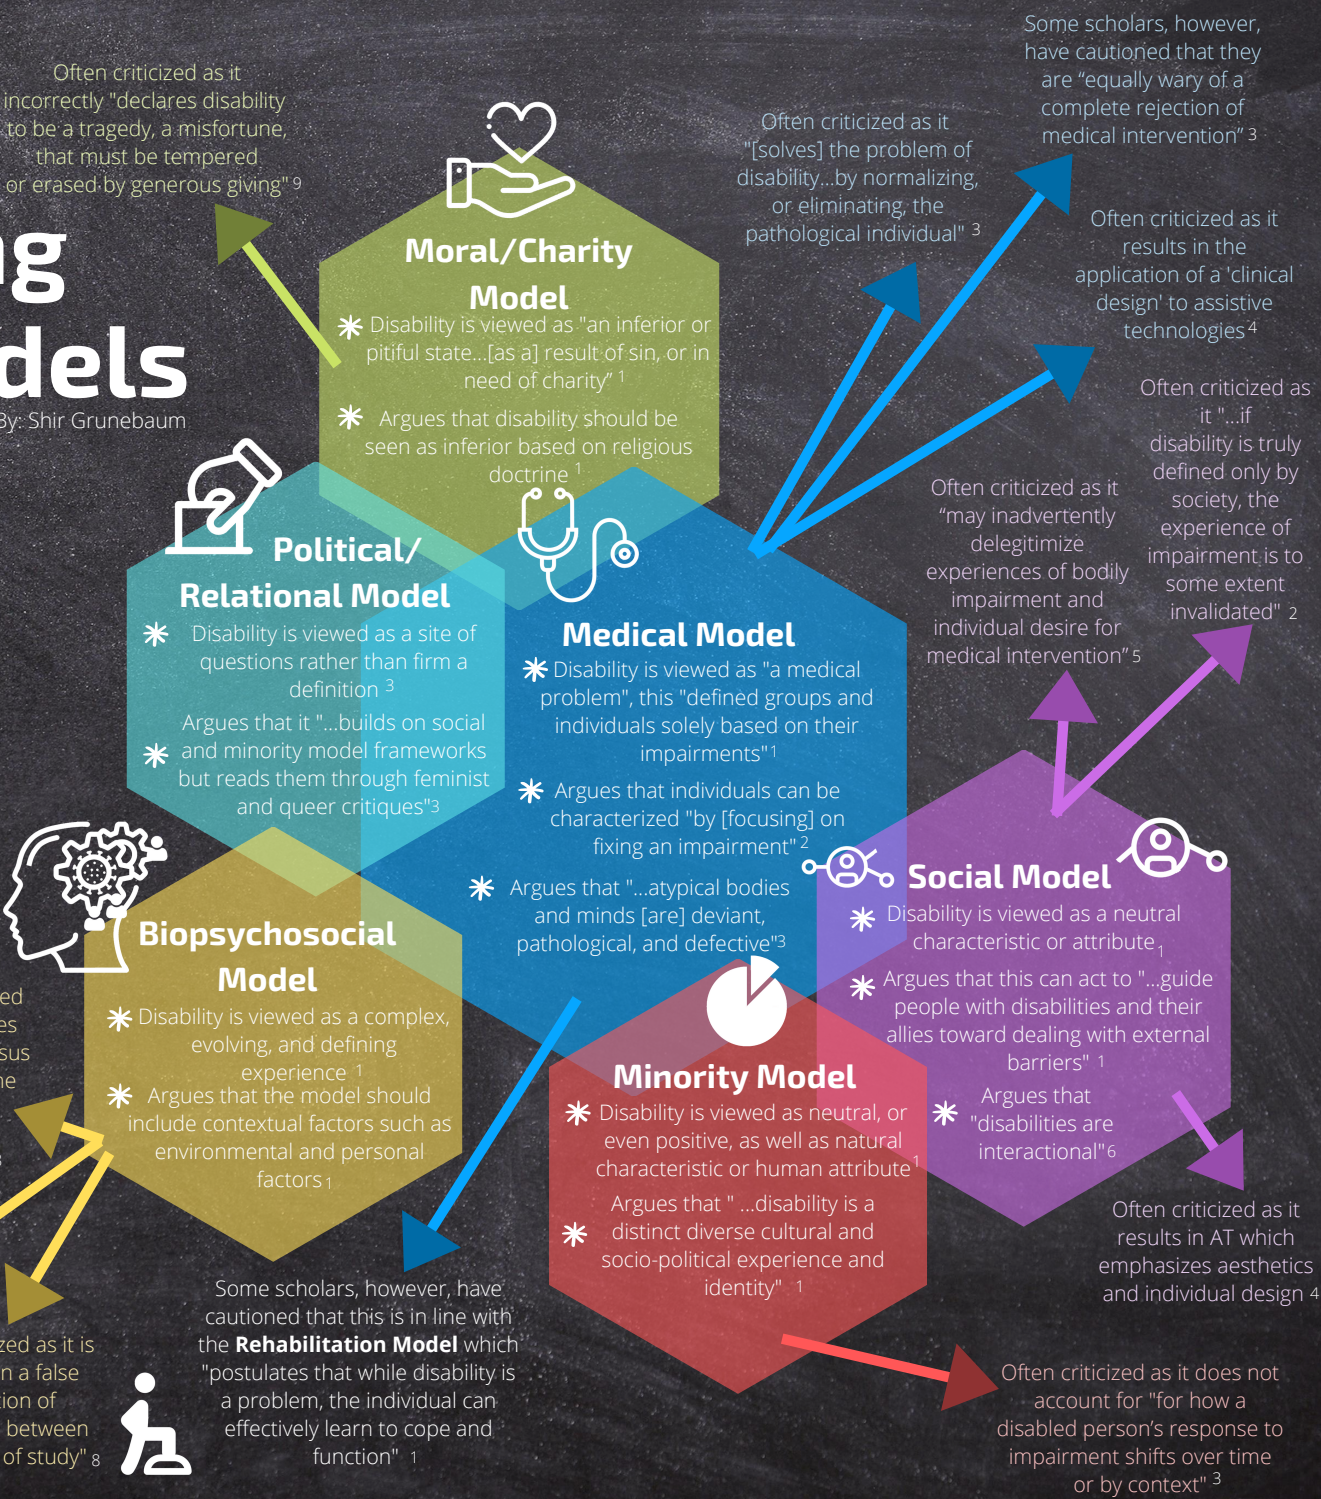 Often criticized as it
incorrectly "declares disability
to be a tragedy, a misfortune,
that must be tempered
or erased by generous giving" 9
dels
By: Shir Grunebaum
Moral/Charity
Model
Disability is viewed as "an inferior or
pitiful state...[as a] result of sin, or in
need of charity” 1
Argues that disability should be
seen as inferior based on religious
doctrine 1
Often criticized as it
"[solves] the problem of
disability...by normalizing,
or eliminating, the
pathological individual" 3
Some scholars, however,
have cautioned that they
are “equally wary of a
complete rejection of
medical intervention” 3
Often criticized as it
results in the
application of a 'clinical
design' to assistive
technologies 4
Often criticized as
it "...if
disability is truly
defined only by
society, the
experience of
impairment is to
some extent
invalidated" 2
Often criticized as it
“may inadvertently
delegitimize
experiences of bodily
impairment and
individual desire for
medical intervention” 5
Political/
Relational Model
Disability is viewed as a site of
questions rather than firm a
definition 3
Argues that it "...builds on social
and minority model frameworks
but reads them through feminist
and queer critiques"3
Medical Model
Disability is viewed as "a medical
problem", this "defined groups and
individuals solely based on their
impairments"1
Argues that individuals can be
characterized "by [focusing] on
fixing an impairment" 2
Argues that "...atypical bodies
and minds [are] deviant,
pathological, and defective"3
Social Model
Disability is viewed as a neutral
characteristic or attribute 1
Argues that this can act to "...guide
people with disabilities and their
allies toward dealing with external
barriers" 1
Argues that
"disabilities are
interactional"6
Biopsychosocial
Model
Disability is viewed as a complex,
evolving, and defining
experience 1
Argues that the model should
include contextual factors such as
environmental and personal
factors 1
Minority Model
Disability is viewed as neutral, or
even positive, as well as natural
characteristic or human attribute 1
Argues that " ...disability is a
distinct diverse cultural and
socio-political experience and
identity" 1
Often criticized as it
results in AT which
emphasizes aesthetics
and individual design 4
Some scholars, however, have
cautioned that this is in line with
the Rehabilitation Model which
"postulates that while disability is
a problem, the individual can
effectively learn to cope and
function" 1
as it is
a false
of
between
of study" 8
Often criticized as it does not
account for "for how a
disabled person’s response to
impairment shifts over time
or by context" 3